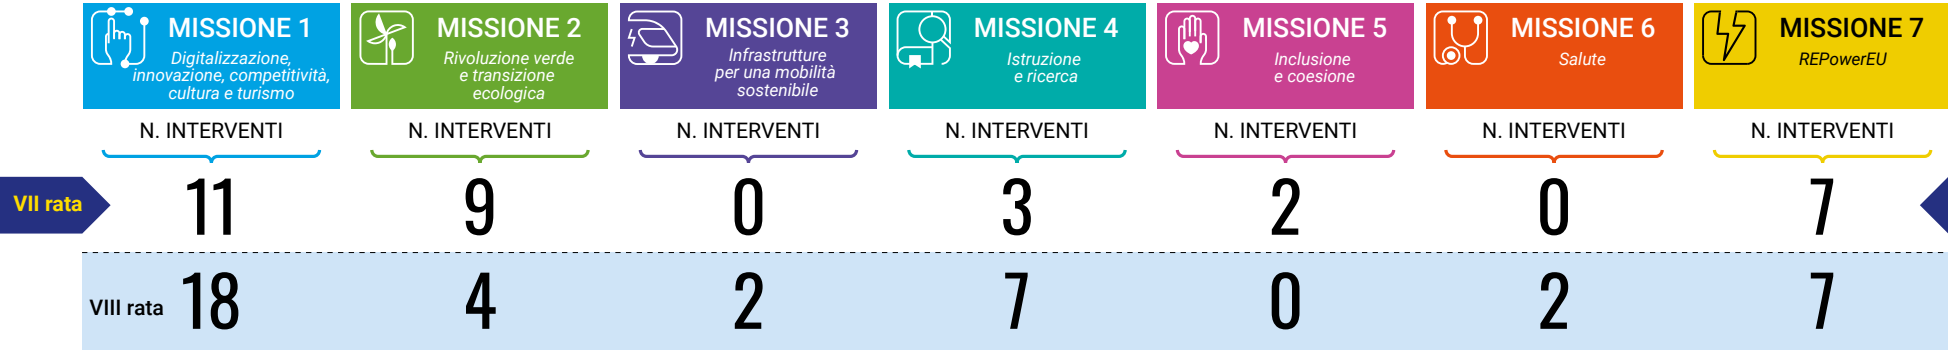 MISSIONE 1
Digitalizzazione,
innovazione, competitività,
cultura e turismo
MISSIONE 2
Rivoluzione verde
e transizione
ecologica
MISSIONE 3
Infrastrutture
per una mobilità
sostenibile
MISSIONE 4
Istruzione
e ricerca
MISSIONE 5
Inclusione
e coesione
MISSIONE 6
Salute
MISSIONE 7
REPowerEU
N. INTERVENTI N. INTERVENTI N. INTERVENTI N. INTERVENTI N. INTERVENTI N. INTERVENTI N. INTERVENTI
VII rata 11 9 0 3 2 0 7
VIII rata 18 4 2 7 0 2 7